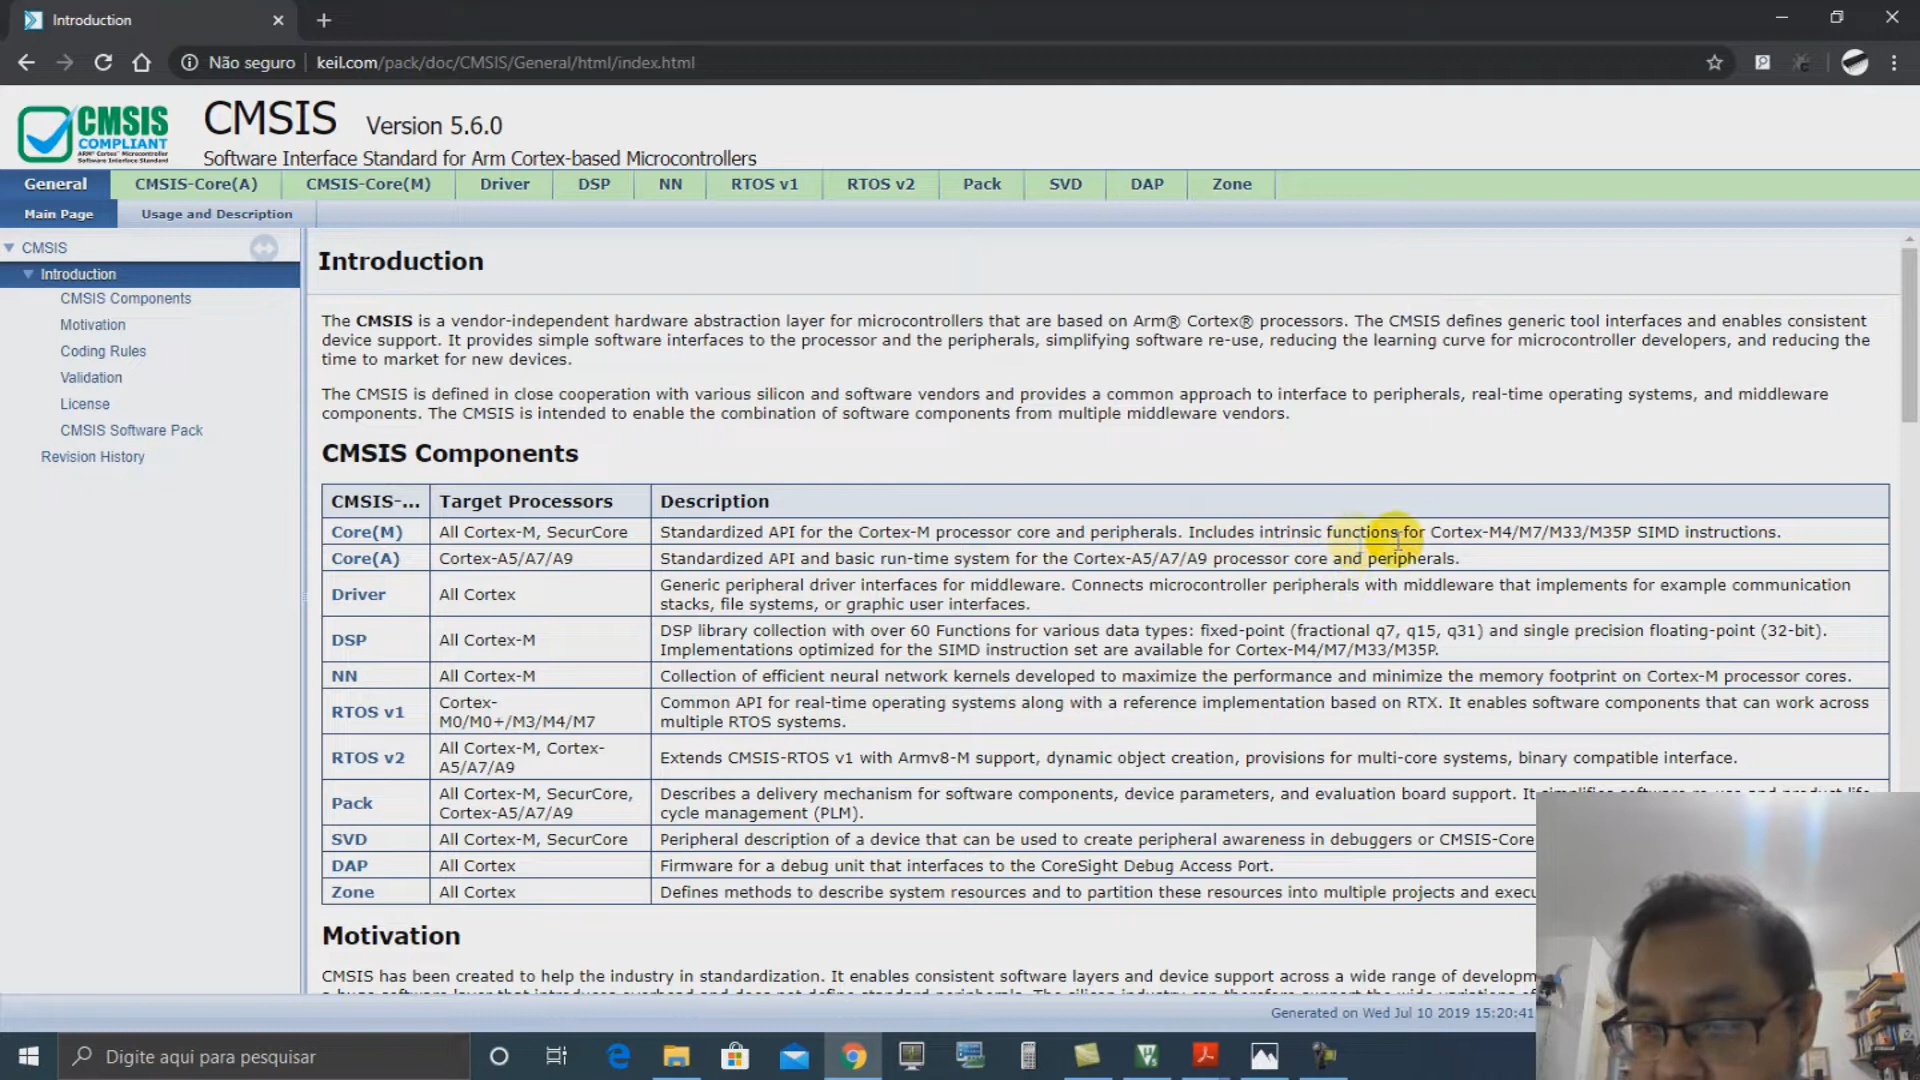 Introduction
Não seguro
keil.com/pack/doc/CMSIS/General/html/index.html
CMSIS
COMPLIANT
ARM® Cortex™ Microcontroller
Software Interface Standard
CMSIS Version 5.6.0
Software Interface Standard for Arm Cortex-based Microcontrollers
General CMSIS-Core(A) CMSIS-Core(M) Driver DSP NN RTOS v1 RTOS v2 Pack SVD DAP Zone
Main Page Usage and Description
CMSIS
Introduction
CMSIS Components
Motivation
Coding Rules
Validation
License
CMSIS Software Pack
Revision History
Introduction
The CMSIS is a vendor-independent hardware abstraction layer for microcontrollers that are based on Arm® Cortex® processors. The CMSIS defines generic tool interfaces and enables consistent
device support. It provides simple software interfaces to the processor and the peripherals, simplifying software re-use, reducing the learning curve for microcontroller developers, and reducing the
time to market for new devices.
The CMSIS is defined in close cooperation with various silicon and software vendors and provides a common approach to interface to peripherals, real-time operating systems, and middleware
components. The CMSIS is intended to enable the combination of software components from multiple middleware vendors.
CMSIS Components
CMSIS-... Target Processors Description
Core(M) All Cortex-M, SecurCore Standardized API for the Cortex-M processor core and peripherals. Includes intrinsic functions for Cortex-M4/M7/M33/M35P SIMD instructions.
Core(A) Cortex-A5/A7/A9 Standardized API and basic run-time system for the Cortex-A5/A7/A9 processor core and peripherals.
Driver All Cortex Generic peripheral driver interfaces for middleware. Connects microcontroller peripherals with middleware that implements for example communication
stacks, file systems, or graphic user interfaces.
DSP All Cortex-M DSP library collection with over 60 Functions for various data types: fixed-point (fractional q7, q15, q31) and single precision floating-point (32-bit).
Implementations optimized for the SIMD instruction set are available for Cortex-M4/M7/M33/M35P.
NN All Cortex-M Collection of efficient neural network kernels developed to maximize the performance and minimize the memory footprint on Cortex-M processor cores.
RTOS v1 Cortex-
M0/M0+/M3/M4/M7 Common API for real-time operating systems along with a reference implementation based on RTX. It enables software components that can work across
multiple RTOS systems.
RTOS v2 All Cortex-M, Cortex-
A5/A7/A9 Extends CMSIS-RTOS v1 with Armv8-M support, dynamic object creation, provisions for multi-core systems, binary compatible interface.
Pack All Cortex-M, SecurCore,
Cortex-A5/A7/A9 Describes a delivery mechanism for software components, device parameters, and evaluation board support. It simplifies software re-use and product life-
cycle management (PLM).
SVD All Cortex-M, SecurCore Peripheral description of a device that can be used to create peripheral awareness in debuggers or CMSIS-Core
DAP All Cortex Firmware for a debug unit that interfaces to the CoreSight Debug Access Port.
Zone All Cortex Defines methods to describe system resources and to partition these resources into multiple projects and execu
Motivation
CMSIS has been created to help the industry in standardization. It enables consistent software layers and device support across a wide range of developm
Generated on Wed Jul 10 2019 15:20:41
Digite aqui para pesquisar